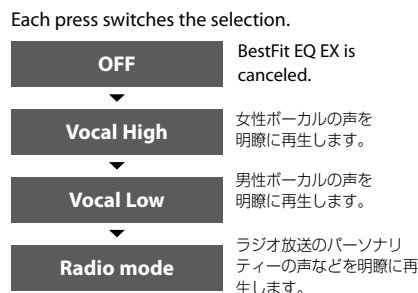 Each press switches the selection.
OFF
BestFit EQ EX is
canceled.
Vocal High
女性ボーカルの声を
明瞭に再生します。
Vocal Low
男性ボーカルの声を
明瞭に再生します。
Radio mode
ラジオ放送のパーソナリ
ティーの声などを明瞭に再
生します。